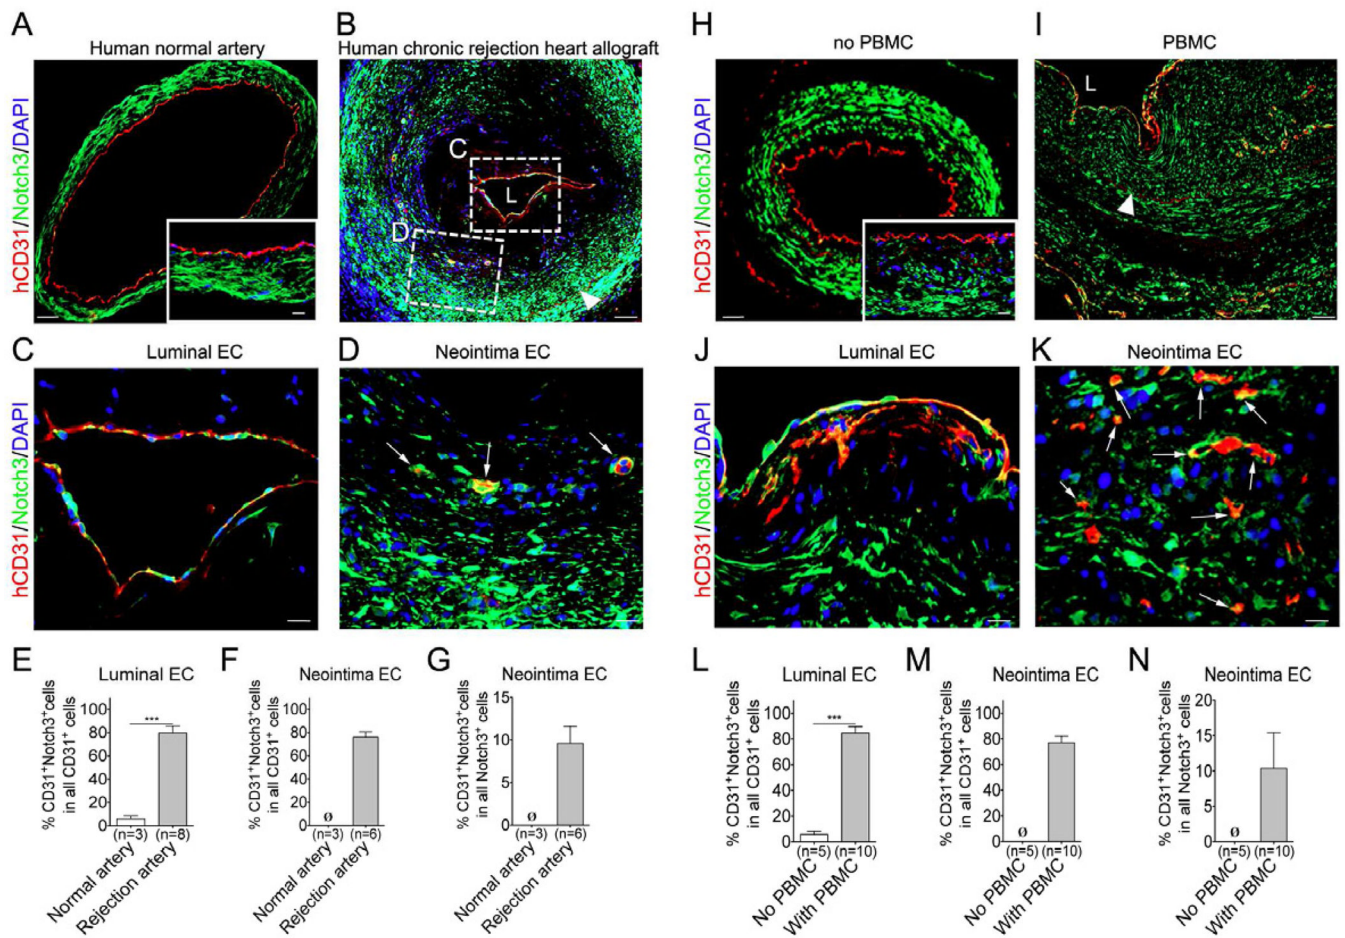 A
Human normal artery
hCD31/Notch3/DAPI
B
Human chronic rejection heart allograft
C
L
D
H
no PBMC
hCD31/Notch3/DAPI
I
PBMC
L
C
Luminal EC
hCD31/Notch3/DAPI
D
Neointima EC
J
Luminal EC
hCD31/Notch3/DAPI
K
Neointima EC
E
Luminal EC
% CD31+Notch3+cells
in all CD31+ cells
100
80
60
40
20
0
***
(n=3)
(n=8)
Normal artery
Rejection artery
F
Neointima EC
% CD31+Notch3+cells
in all CD31+ cells
100
80
60
40
20
0
ø
(n=3)
(n=6)
Normal artery
Rejection artery
G
Neointima EC
% CD31+Notch3+cells
in all Notch3+ cells
15
10
5
0
ø
(n=3)
(n=6)
Normal artery
Rejection artery
L
Luminal EC
% CD31+Notch3+cells
in all CD31+ cells
100
80
60
40
20
0
***
(n=5)
(n=10)
No PBMC
With PBMC
M
Neointima EC
% CD31+Notch3+cells
in all CD31+ cells
100
80
60
40
20
0
ø
(n=5)
(n=10)
No PBMC
With PBMC
N
Neointima EC
% CD31+Notch3+cells
in all Notch3+ cells
20
15
10
5
0
ø
(n=5)
(n=10)
No PBMC
With PBMC